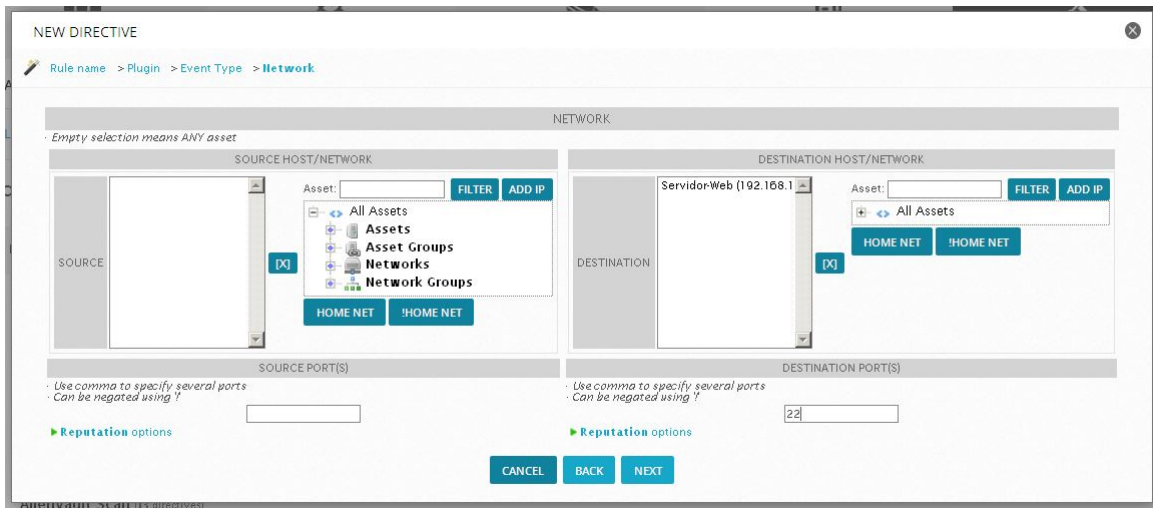 NEW DIRECTIVE
Rule name > Plugin > Event Type > Network
NETWORK
· Empty selection means ANY asset
SOURCE HOST/NETWORK
SOURCE
[X]
Asset:
FILTER
ADD IP
All Assets
Assets
Asset Groups
Networks
Network Groups
HOME NET
!HOME NET
DESTINATION HOST/NETWORK
DESTINATION
Servidor-Web (192.168.1
[X]
Asset:
FILTER
ADD IP
All Assets
HOME NET
!HOME NET
SOURCE PORT(S)
· Use comma to specify several ports
· Can be negated using '!'
Reputation options
DESTINATION PORT(S)
· Use comma to specify several ports
· Can be negated using '!'
22
Reputation options
CANCEL
BACK
NEXT